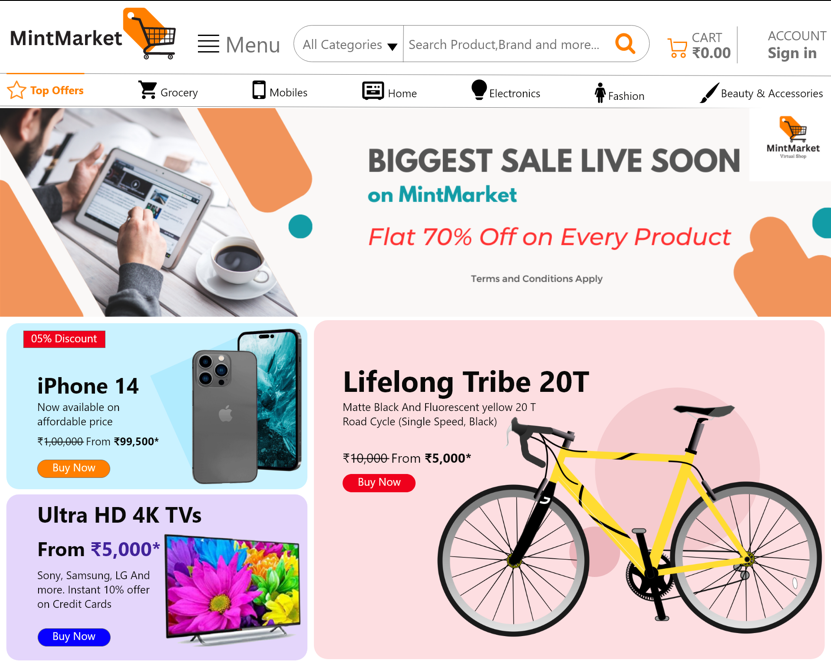 MintMarket
Menu
All Categories
Search Product,Brand and more...
CART
₹0.00
ACCOUNT
Sign in
Top Offers
Grocery
Mobiles
Home
Electronics
Fashion
Beauty & Accessories
BIGGEST SALE LIVE SOON
on MintMarket
Flat 70% Off on Every Product
Terms and Conditions Apply
MintMarket
Virtual Shop
05% Discount
iPhone 14
Now available on
affordable price
₹1,00,000 From ₹99,500*
Buy Now
Ultra HD 4K TVs
From ₹5,000*
Sony, Samsung, LG And
more. Instant 10% offer
on Credit Cards
Buy Now
Lifelong Tribe 20T
Matte Black And Fluorescent yellow 20 T
Road Cycle (Single Speed, Black)
₹10,000 From ₹5,000*
Buy Now